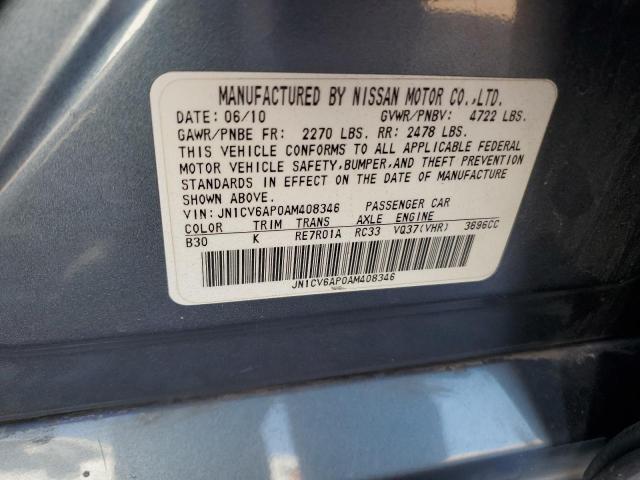 MANUFACTURED BY NISSAN MOTOR CO.,LTD.
DATE: 06/10 GVWR/PNBV: 4722 LBS.
GAWR/PNBE FR: 2270 LBS. RR: 2478 LBS.
THIS VEHICLE CONFORMS TO ALL APPLICABLE FEDERAL
MOTOR VEHICLE SAFETY,BUMPER,AND THEFT PREVENTION
STANDARDS IN EFFECT ON THE DATE OF MANUFACTURE
SHOWN ABOVE.
VIN: JN1CV6AP0AM408346 PASSENGER CAR
COLOR TRIM TRANS AXLE ENGINE
B30 K RE7R01A RC33 VQ37(VHR) 3696CC
JN1CV6AP0AM408346